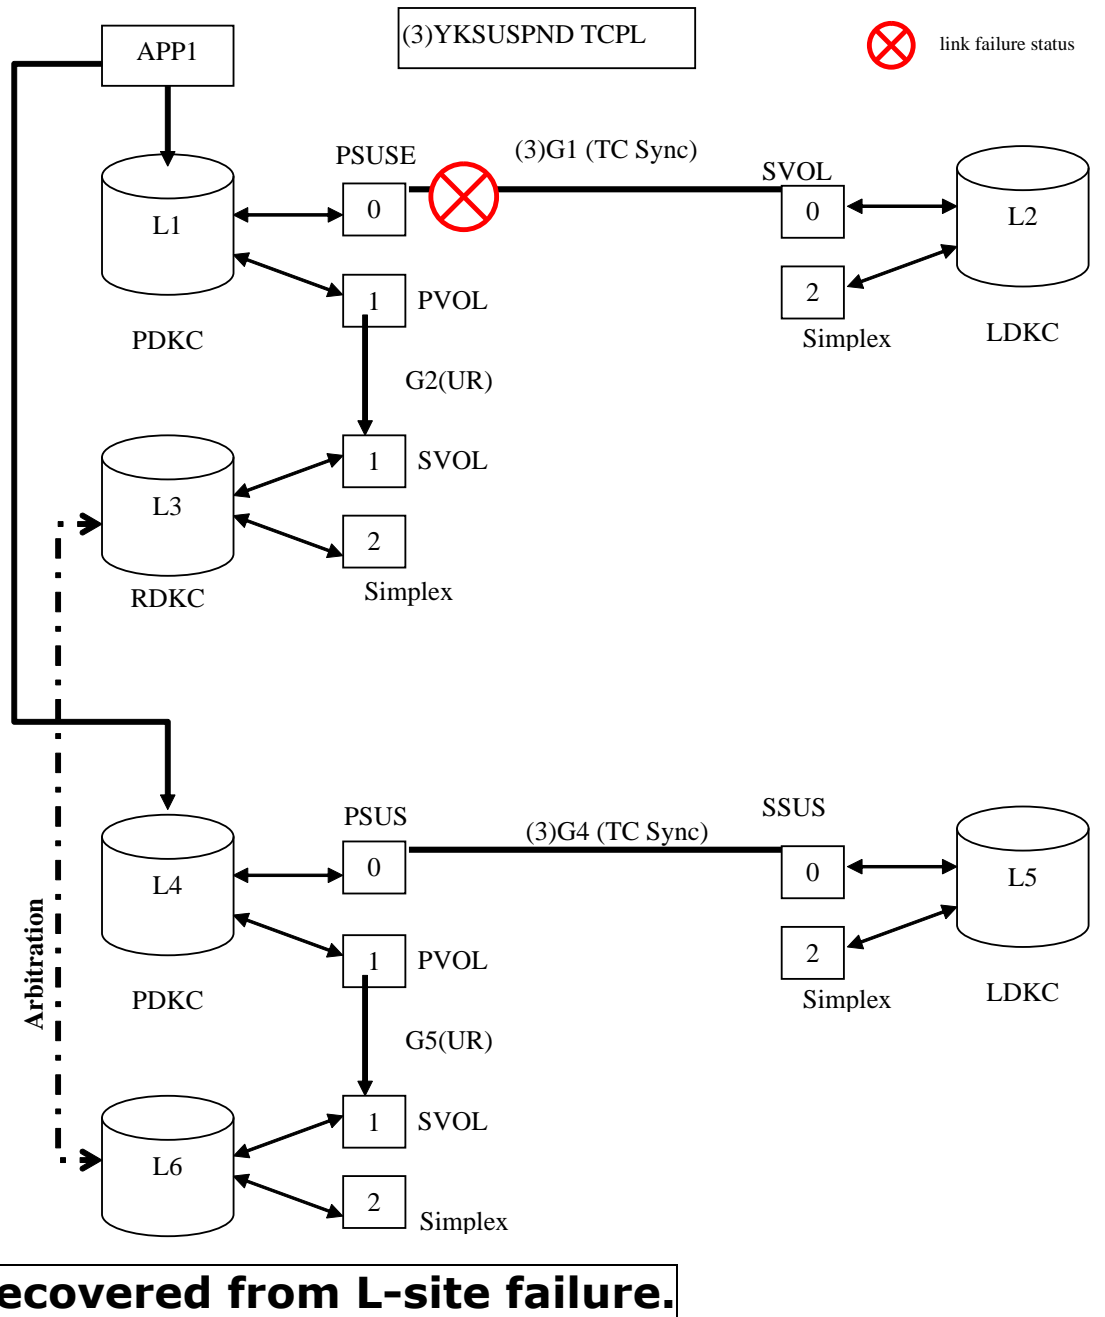 APP1
(3)YKSUSPND TCPL
link failure status
PSUSE
(3)G1 (TC Sync)
SVOL
L1
0
0
L2
1
PVOL
2
PDKC
Simplex
LDKC
G2(UR)
1
SVOL
L3
2
RDKC
Simplex
PSUS
(3)G4 (TC Sync)
SSUS
L4
0
0
L5
Arbitration
1
PVOL
2
PDKC
Simplex
LDKC
G5(UR)
1
SVOL
L6
2
Simplex
ecovered from L-site failure.